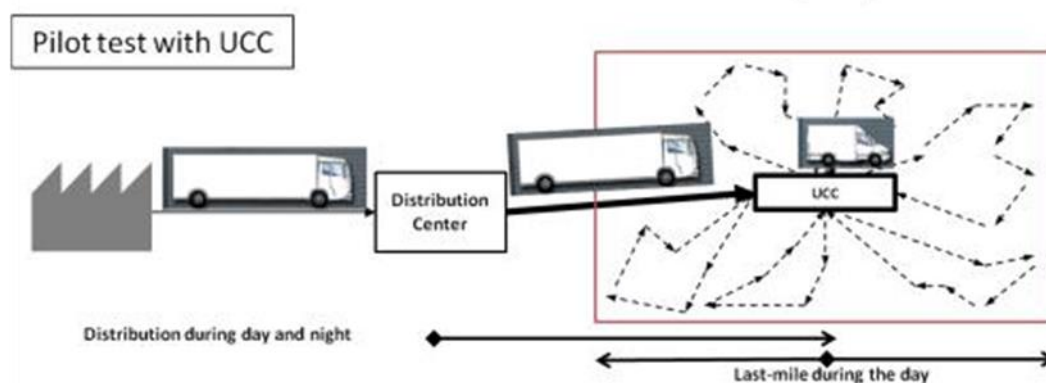 Pilot test with UCC
Distribution
Center
UCC
Distribution during day and night
Last-mile during the day